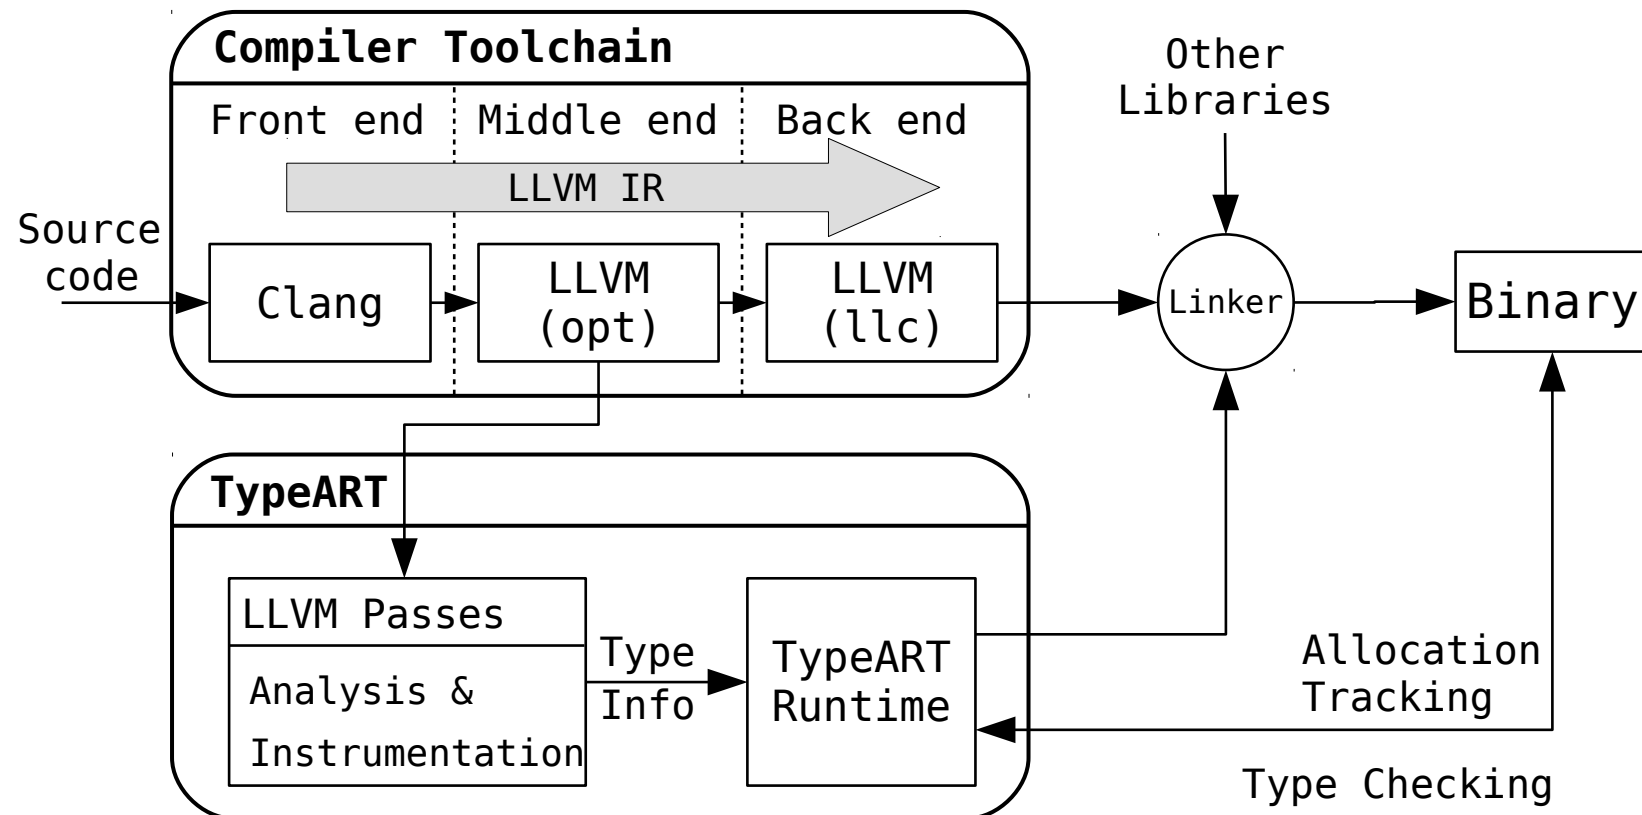 Compiler Toolchain
Other
Libraries
Front end
Middle end
Back end
LLVM IR
Source
code
Clang
LLVM
(opt)
LLVM
(llc)
Linker
Binary
TypeART
LLVM Passes
Analysis &
Instrumentation
Type
Info
TypeART
Runtime
Allocation
Tracking
Type Checking